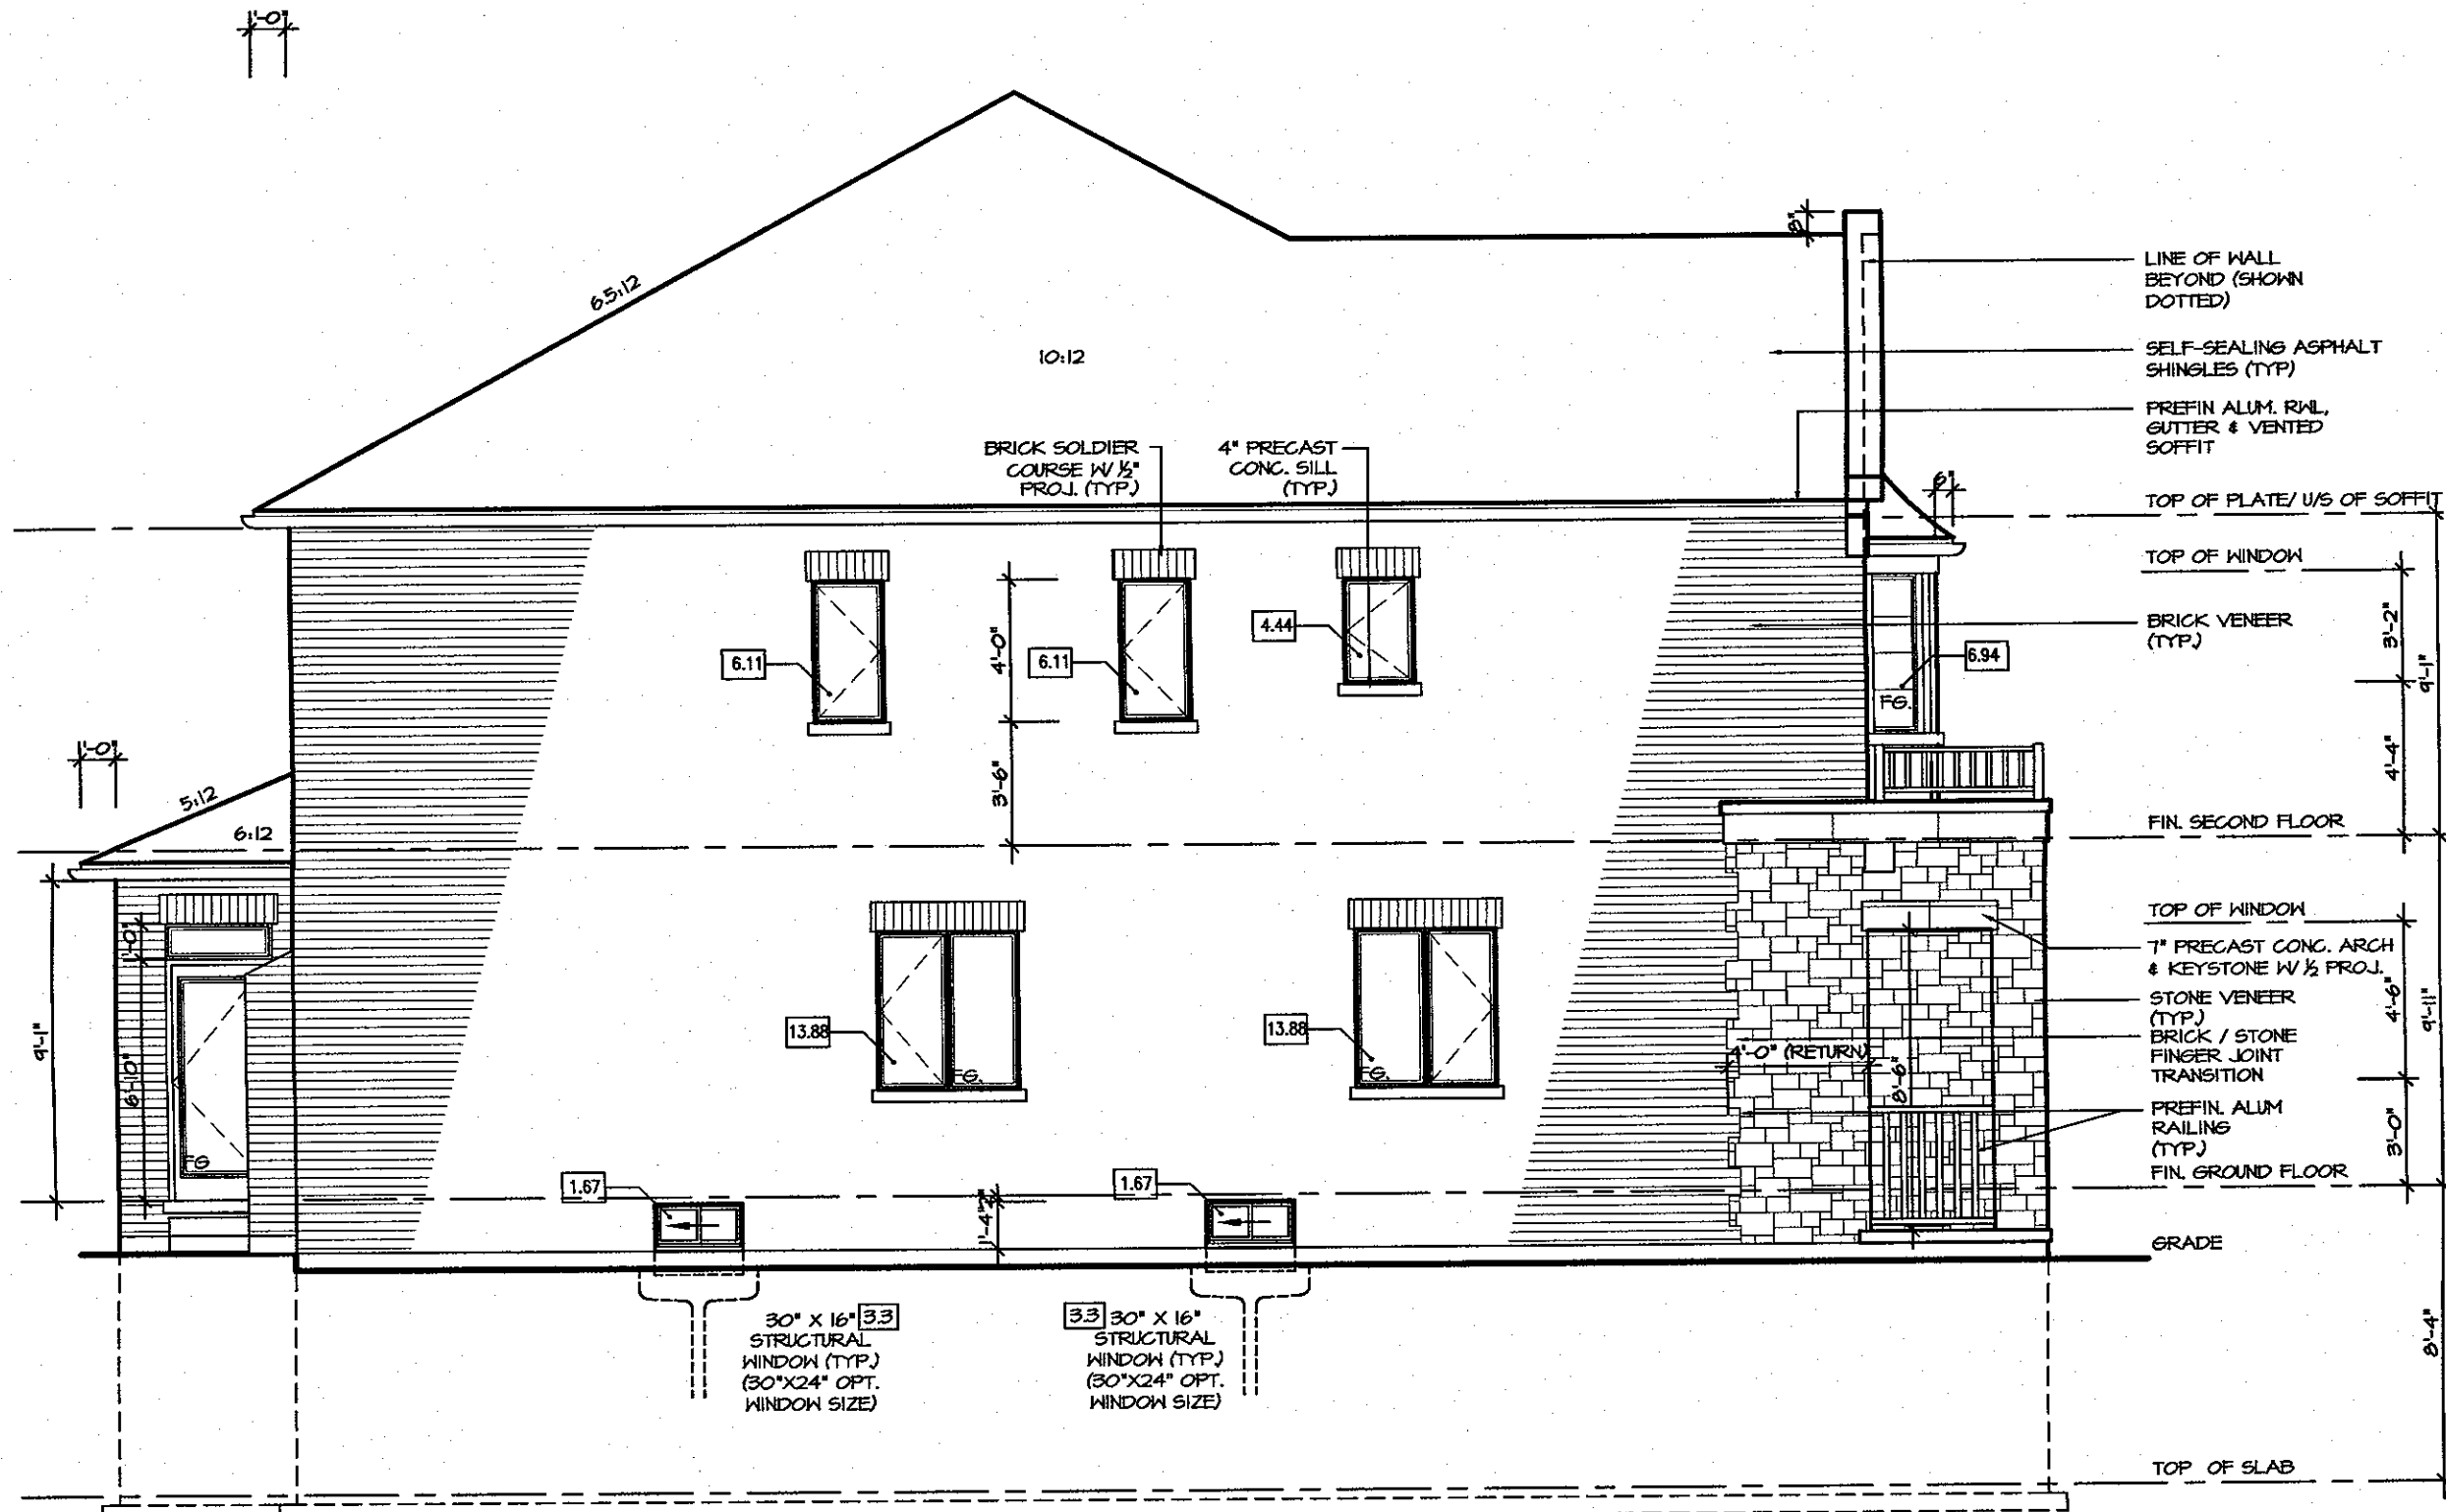 1'-0"
8"
LINE OF WALL
BEYOND (SHOWN
DOTTED)
6.5:12
10:12
SELF-SEALING ASPHALT
SHINGLES (TYP)
PREFIN ALUM. RWL,
GUTTER & VENTED
SOFFIT
BRICK SOLDIER
COURSE W/ ½"
PROJ. (TYP.)
4" PRECAST
CONC. SILL
(TYP.)
6"
TOP OF PLATE/ U/S OF SOFFIT
TOP OF WINDOW
BRICK VENEER
(TYP.)
3'-2"
9'-1"
4'-0"
4.44
6.11
6.11
6.94
FG.
4'-4"
3'-6"
1'-0"
5:12
6:12
FIN. SECOND FLOOR
TOP OF WINDOW
7" PRECAST CONC. ARCH
& KEYSTONE W/ ½ PROJ.
STONE VENEER
(TYP.)
BRICK / STONE
FINGER JOINT
TRANSITION
4'-6"
9'-11"
1'-0"
9'-1"
6'-10"
FG
13.88
FG.
13.88
FG.
4'-0" (RETURN)
8'-6"
PREFIN. ALUM
RAILING
(TYP.)
3'-0"
FIN. GROUND FLOOR
1.67
1.67
2"
1'-4"
GRADE
30" X 16" 3.3
STRUCTURAL
WINDOW (TYP.)
(30"X24" OPT.
WINDOW SIZE)
3.3 30" X 16"
STRUCTURAL
WINDOW (TYP.)
(30"X24" OPT.
WINDOW SIZE)
8'-4"
TOP OF SLAB